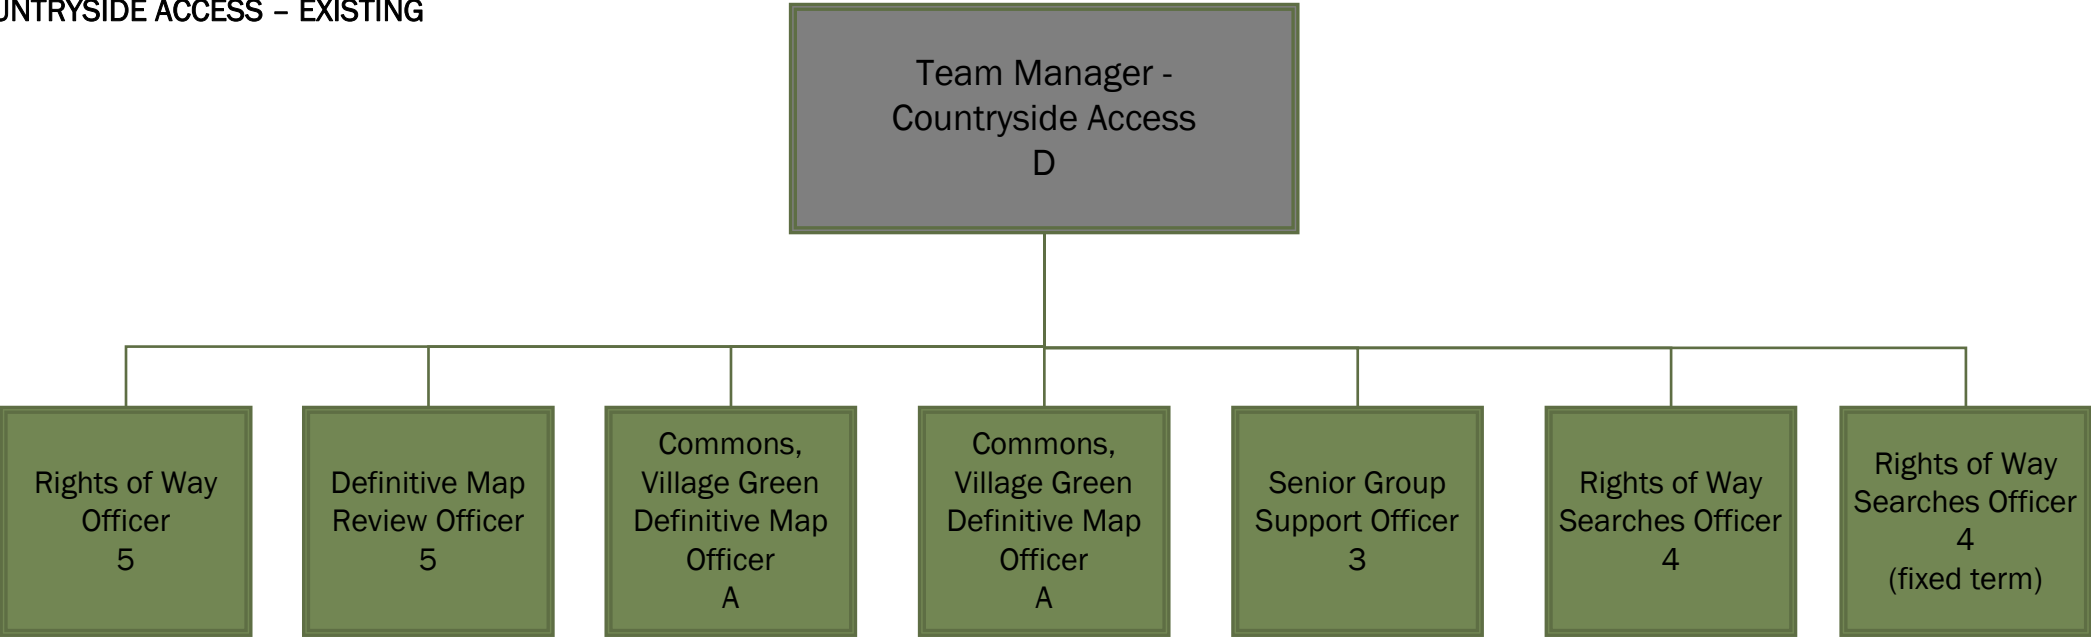 UNTRYSIDE ACCESS – EXISTING
Team Manager -
Countryside Access
D
Rights of Way
Officer
5
Definitive Map
Review Officer
5
Commons,
Village Green
Definitive Map
Officer
A
Commons,
Village Green
Definitive Map
Officer
A
Senior Group
Support Officer
3
Rights of Way
Searches Officer
4
Rights of Way
Searches Officer
4
(fixed term)